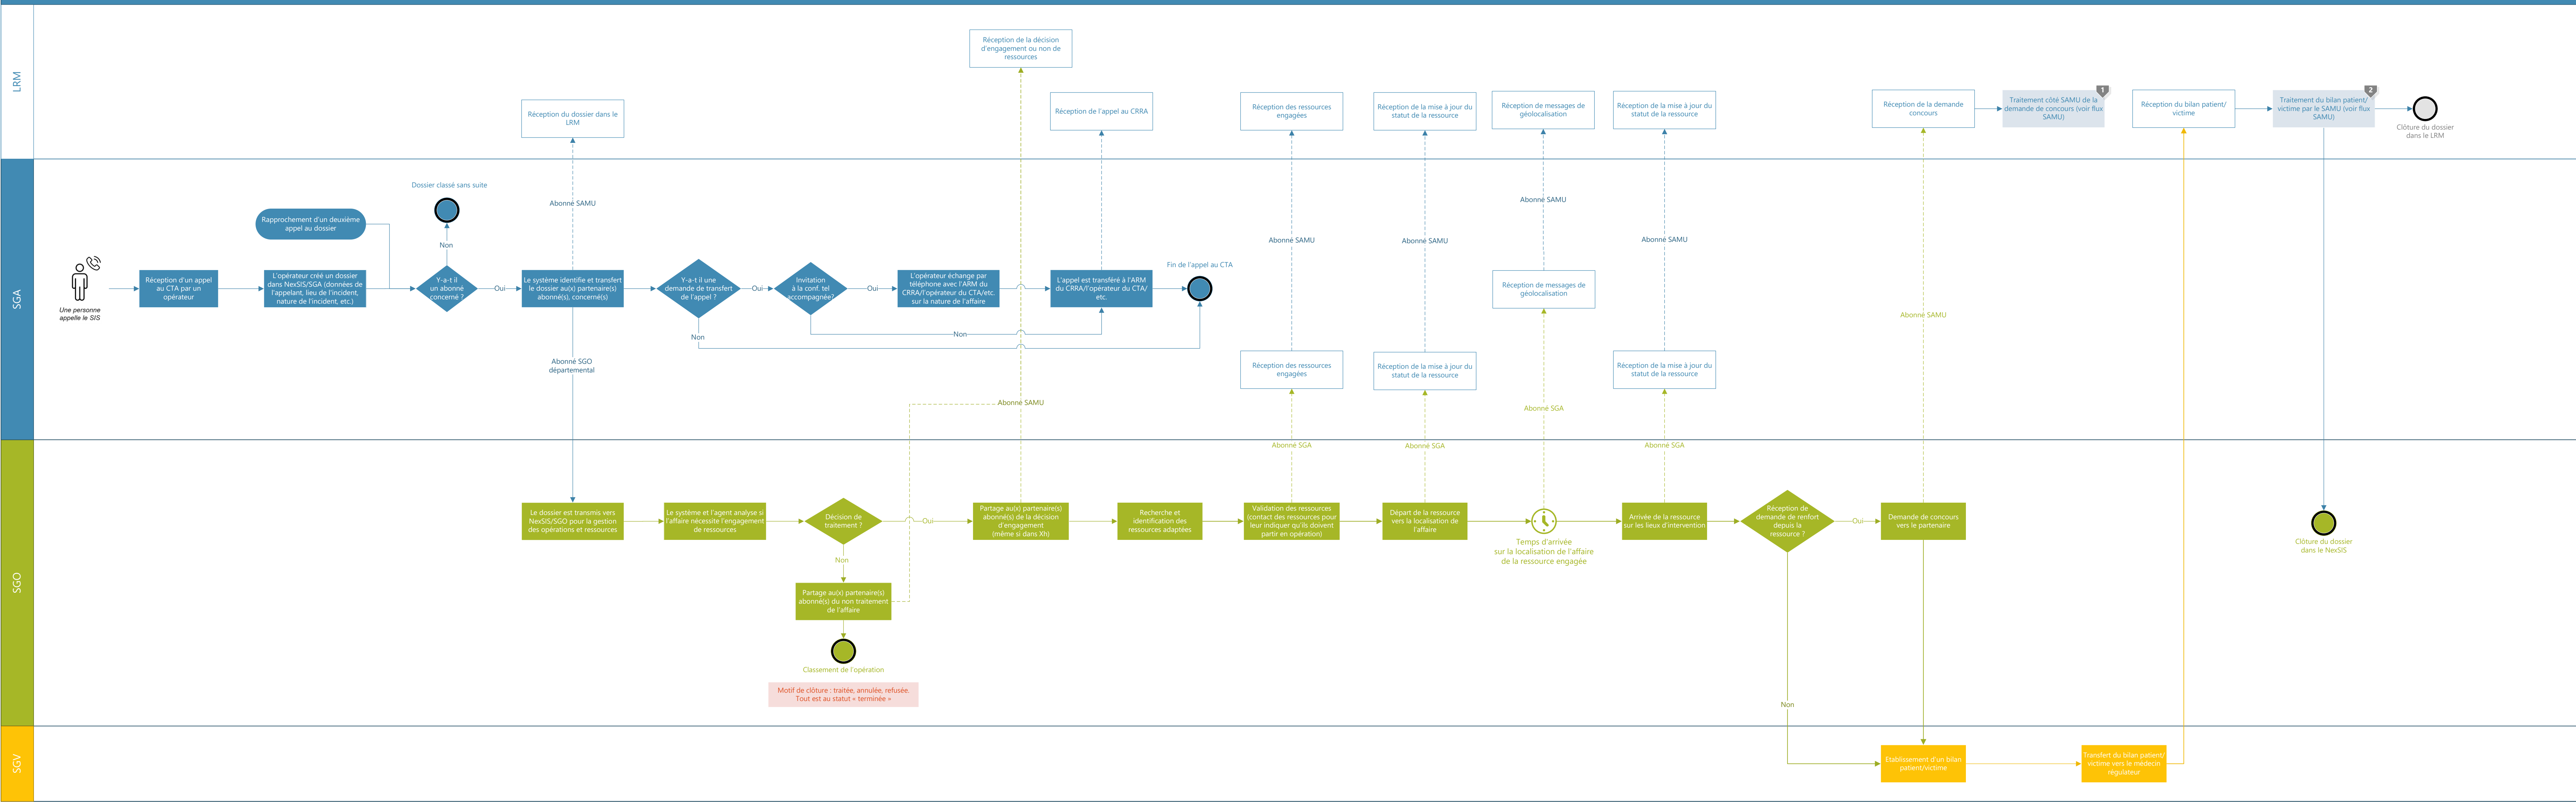 LRM
Réception de la décision
d'engagement ou non de
ressources
Réception du dossier dans le
LRM
Réception de l'appel au CRRA
Réception des ressources
engagées
Réception de la mise à jour du
statut de la ressource
Réception de messages de
géolocalisation
Réception de la mise à jour du
statut de la ressource
Réception de la demande
concours
1
Traitement côté SAMU de la
demande de concours (voir flux
SAMU)
Réception du bilan patient/
victime
2
Traitement du bilan patient/
victime par le SAMU (voir flux
SAMU)
Clôture du dossier
dans le LRM
SGA
Une personne
appelle le SIS
Réception d'un appel
au CTA par un
opérateur
Rapprochement d'un deuxième
appel au dossier
L'opérateur créé un dossier
dans NexSIS/SGA (données de
l'appelant, lieu de l'incident,
nature de l'incident, etc.)
Dossier classé sans suite
Non
Y-a-t il
un abonné
concerné ?
Oui
Abonné SAMU
Le système identifie et transfert
le dossier au(x) partenaire(s)
abonné(s), concerné(s)
Abonné SGO
départemental
Y-a-t il une
demande de transfert
de l'appel ?
Oui
Non
Invitation
à la conf. tel
accompagnée?
Oui
Non
L'opérateur échange par
téléphone avec l'ARM du
CRRA/l'opérateur du CTA/etc.
sur la nature de l'affaire
L'appel est transféré à l'ARM
du CRRA/l'opérateur du CTA/
etc.
Fin de l'appel au CTA
Abonné SAMU
Abonné SAMU
Réception des ressources
engagées
Abonné SAMU
Réception de la mise à jour du
statut de la ressource
Abonné SAMU
Réception de messages de
géolocalisation
Abonné SGA
Abonné SAMU
Réception de la mise à jour du
statut de la ressource
Abonné SAMU
SGO
Abonné SGA
Abonné SGA
Abonné SGA
Le dossier est transmis vers
NexSIS/SGO pour la gestion
des opérations et ressources
Le système et l'agent analyse si
l'affaire nécessite l'engagement
de ressources
Décision de
traitement ?
Oui
Non
Partage au(x) partenaire(s)
abonné(s) du non traitement
de l'affaire
Classement de l'opération
Motif de clôture : traitée, annulée, refusée.
Tout est au statut « terminée »
Partage au(x) partenaire(s)
abonné(s) de la décision
d'engagement
(même si dans Xh)
Recherche et
identification des
ressources adaptées
Validation des ressources
(contact des ressources pour
leur indiquer qu'ils doivent
partir en opération)
Départ de la ressource
vers la localisation de
l'affaire
Temps d'arrivée
sur la localisation de l'affaire
de la ressource engagée
Arrivée de la ressource
sur les lieux d'intervention
Réception de
demande de renfort
depuis la
ressource ?
Oui
Non
Demande de concours
vers le partenaire
Clôture du dossier
dans le NexSIS
SGV
Etablissement d'un bilan
patient/victime
Transfert du bilan patient/
victime vers le médecin
régulateur